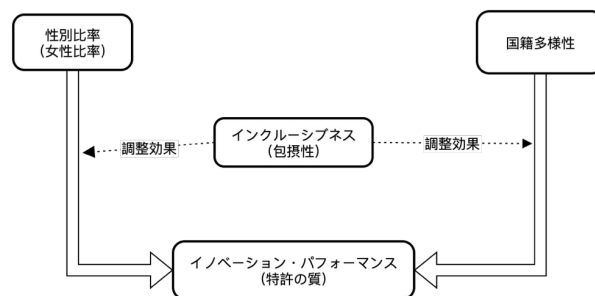 性別比率
（女性比率）
国籍多様性
インクルーシブネス
（包摂性）
調整効果
調整効果
イノベーション・パフォーマンス
（特許の質）